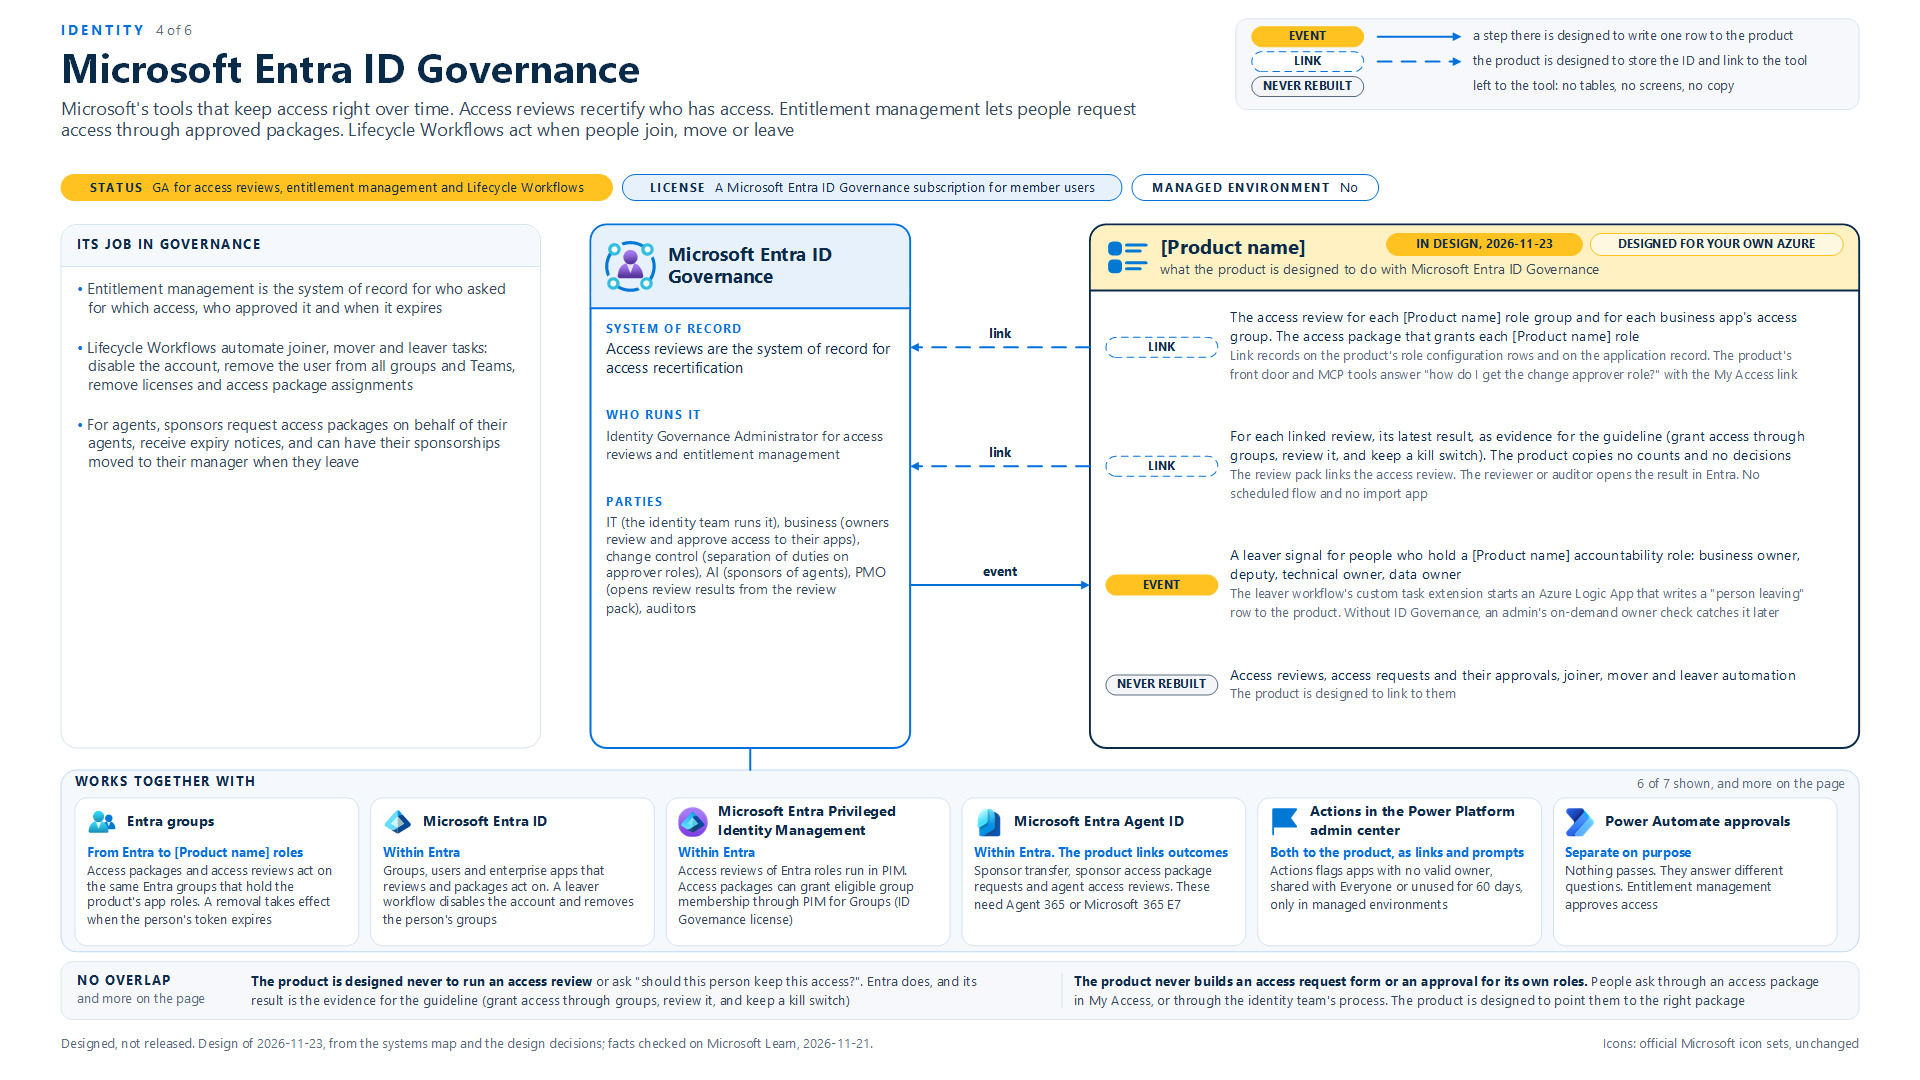 IDENTITY 4 of 6
Microsoft Entra ID Governance
Microsoft's tools that keep access right over time. Access reviews recertify who has access. Entitlement management lets people request
access through approved packages. Lifecycle Workflows act when people join, move or leave
EVENT a step there is designed to write one row to the product
LINK the product is designed to store the ID and link to the tool
NEVER REBUILT left to the tool: no tables, no screens, no copy
STATUS GA for access reviews, entitlement management and Lifecycle Workflows
LICENSE A Microsoft Entra ID Governance subscription for member users
MANAGED ENVIRONMENT No
ITS JOB IN GOVERNANCE
• Entitlement management is the system of record for who asked
for which access, who approved it and when it expires
• Lifecycle Workflows automate joiner, mover and leaver tasks:
disable the account, remove the user from all groups and Teams,
remove licenses and access package assignments
• For agents, sponsors request access packages on behalf of their
agents, receive expiry notices, and can have their sponsorships
moved to their manager when they leave
Microsoft Entra ID
Governance
SYSTEM OF RECORD
Access reviews are the system of record for
access recertification
WHO RUNS IT
Identity Governance Administrator for access
reviews and entitlement management
PARTIES
IT (the identity team runs it), business (owners
review and approve access to their apps),
change control (separation of duties on
approver roles), AI (sponsors of agents), PMO
(opens review results from the review
pack), auditors
link
link
event
[Product name]
IN DESIGN, 2026-11-23
DESIGNED FOR YOUR OWN AZURE
what the product is designed to do with Microsoft Entra ID Governance
LINK
The access review for each [Product name] role group and for each business app's access
group. The access package that grants each [Product name] role
Link records on the product's role configuration rows and on the application record. The product's
front door and MCP tools answer "how do I get the change approver role?" with the My Access link
LINK
For each linked review, its latest result, as evidence for the guideline (grant access through
groups, review it, and keep a kill switch). The product copies no counts and no decisions
The review pack links the access review. The reviewer or auditor opens the result in Entra. No
scheduled flow and no import app
EVENT
A leaver signal for people who hold a [Product name] accountability role: business owner,
deputy, technical owner, data owner
The leaver workflow's custom task extension starts an Azure Logic App that writes a "person leaving"
row to the product. Without ID Governance, an admin's on-demand owner check catches it later
NEVER REBUILT
Access reviews, access requests and their approvals, joiner, mover and leaver automation
The product is designed to link to them
WORKS TOGETHER WITH
6 of 7 shown, and more on the page
Entra groups
From Entra to [Product name] roles
Access packages and access reviews act on
the same Entra groups that hold the
product's app roles. A removal takes effect
when the person's token expires
Microsoft Entra ID
Within Entra
Groups, users and enterprise apps that
reviews and packages act on. A leaver
workflow disables the account and removes
the person's groups
Microsoft Entra Privileged
Identity Management
Within Entra
Access reviews of Entra roles run in PIM.
Access packages can grant eligible group
membership through PIM for Groups (ID
Governance license)
Microsoft Entra Agent ID
Within Entra. The product links outcomes
Sponsor transfer, sponsor access package
requests and agent access reviews. These
need Agent 365 or Microsoft 365 E7
Actions in the Power Platform
admin center
Both to the product, as links and prompts
Actions flags apps with no valid owner,
shared with Everyone or unused for 60 days,
only in managed environments
Power Automate approvals
Separate on purpose
Nothing passes. They answer different
questions. Entitlement management
approves access
NO OVERLAP
and more on the page
The product is designed never to run an access review or ask "should this person keep this access?". Entra does, and its
result is the evidence for the guideline (grant access through groups, review it, and keep a kill switch)
The product never builds an access request form or an approval for its own roles. People ask through an access package
in My Access, or through the identity team's process. The product is designed to point them to the right package
Designed, not released. Design of 2026-11-23, from the systems map and the design decisions; facts checked on Microsoft Learn, 2026-11-21.
Icons: official Microsoft icon sets, unchanged